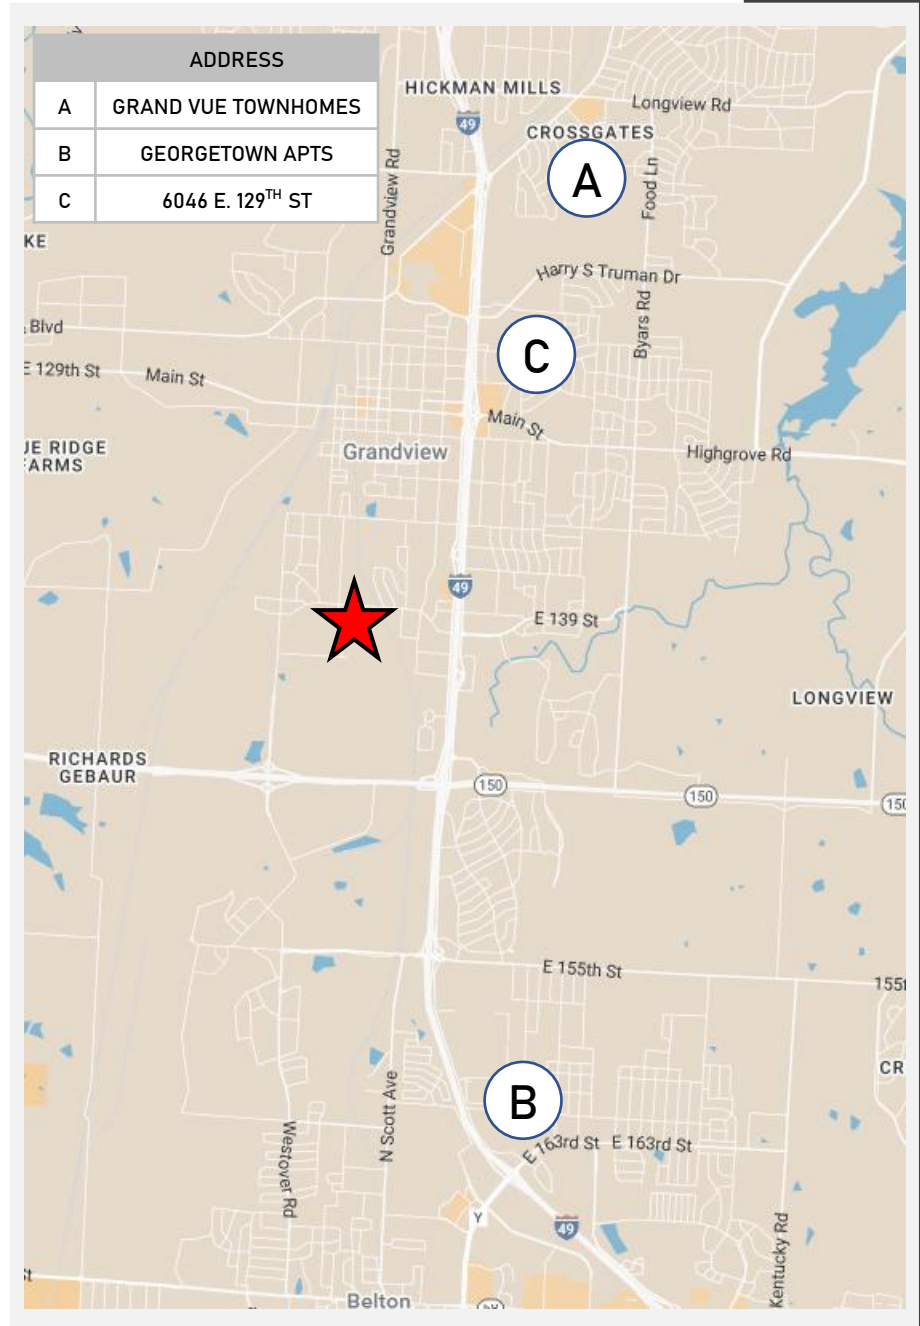 ADDRESS
A GRAND VUE TOWNHOMES
B GEORGETOWN APTS
C 6046 E. 129TH ST
HICKMAN MILLS
Longview Rd
49
CROSSGATES
A
Grandview Rd
Food Ln
KE
Harry S Truman Dr
Byars Rd
Blvd
C
E 129th St
Main St
Main St
JE RIDGE
FARMS
Grandview
Highgrove Rd
49
E 139 St
LONGVIEW
RICHARDS
GEBAUR
150
150
150
E 155th St
155t
CR
N Scott Ave
B
Westover Rd
E 163rd St
E 163rd St
Y
49
Kentucky Rd
st
Belton